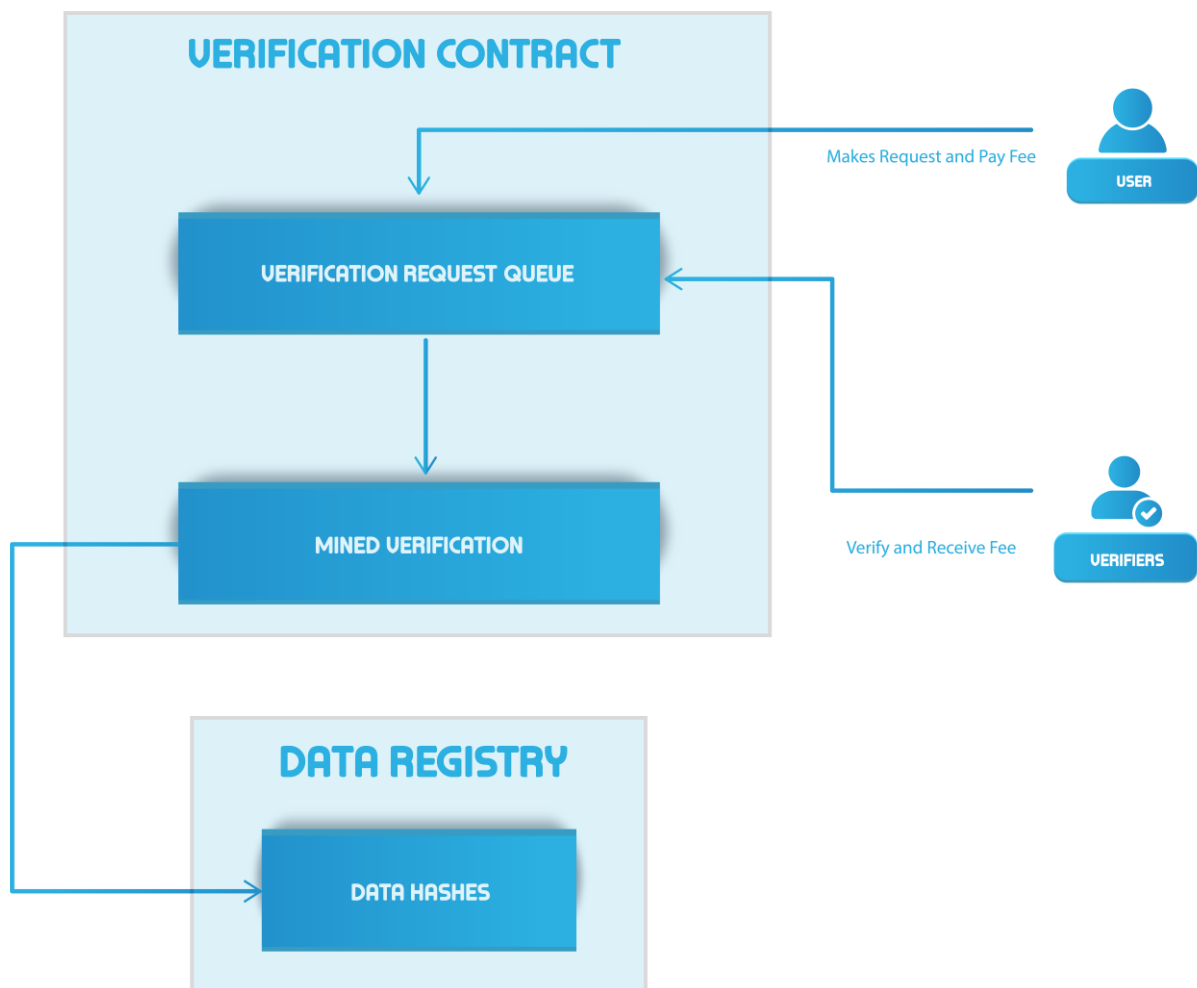 VERIFICATION CONTRACT
Makes Request and Pay Fee
USER
VERIFICATION REQUEST QUEUE
MINED VERIFICATION
Verify and Receive Fee
VERIFIERS
DATA REGISTRY
DATA HASHES